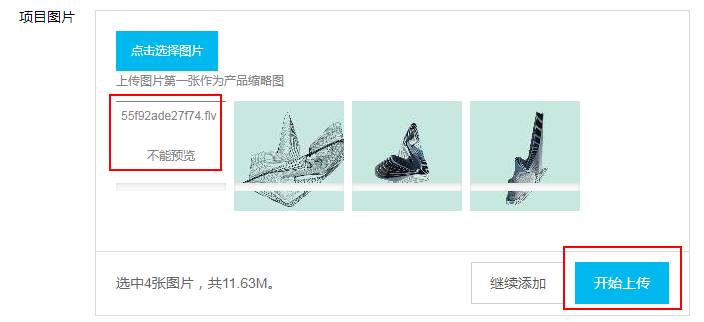 项目图片
点击选择图片
上传图片第一张作为产品缩略图
55f92ade27f74.flv
不能预览
选中4张图片，共11.63M。
继续添加
开始上传